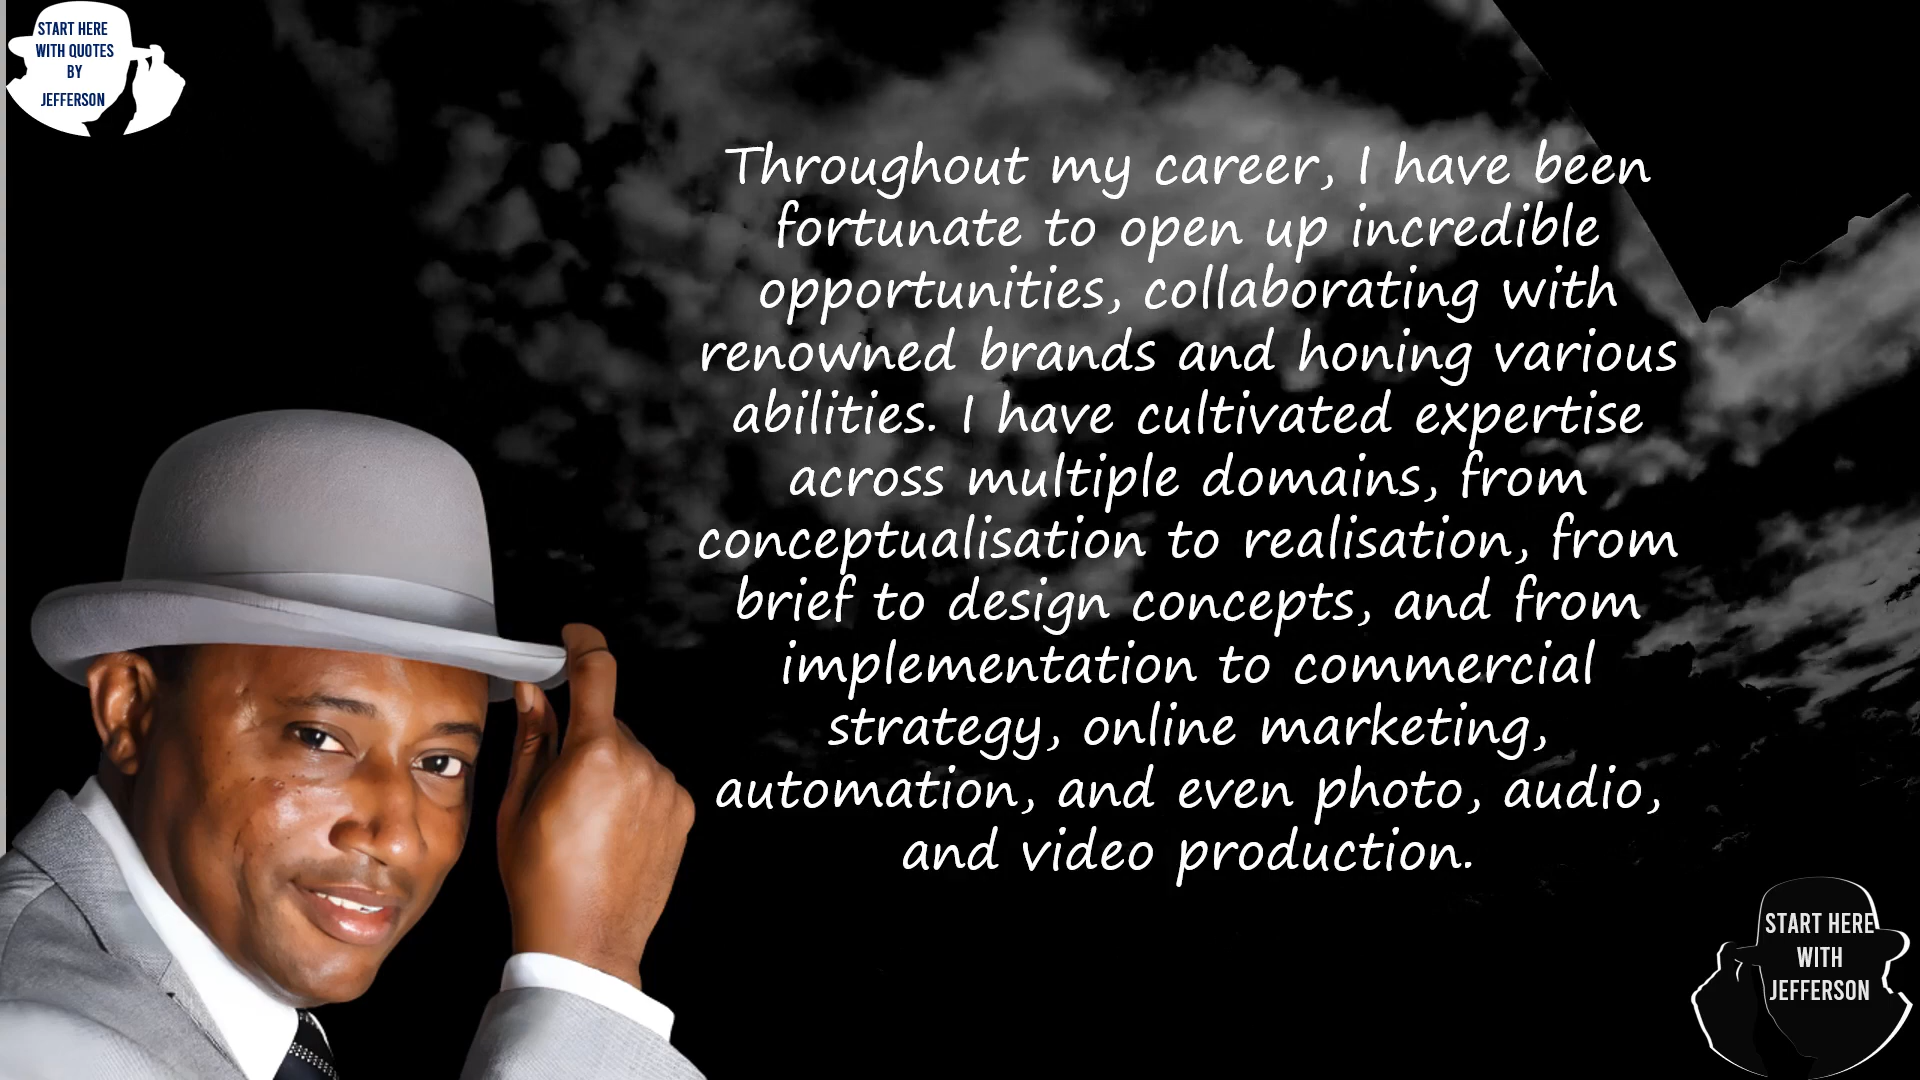 START HERE
WITH QUOTES
BY
JEFFERSON
Throughout my career, I have been
fortunate to open up incredible
opportunities, collaborating with
renowned brands and honing various
abilities. I have cultivated expertise
across multiple domains, from
conceptualisation to realisation, from
brief to design concepts, and from
implementation to commercial
strategy, online marketing,
automation, and even photo, audio,
and video production.
START HERE
WITH
JEFFERSON